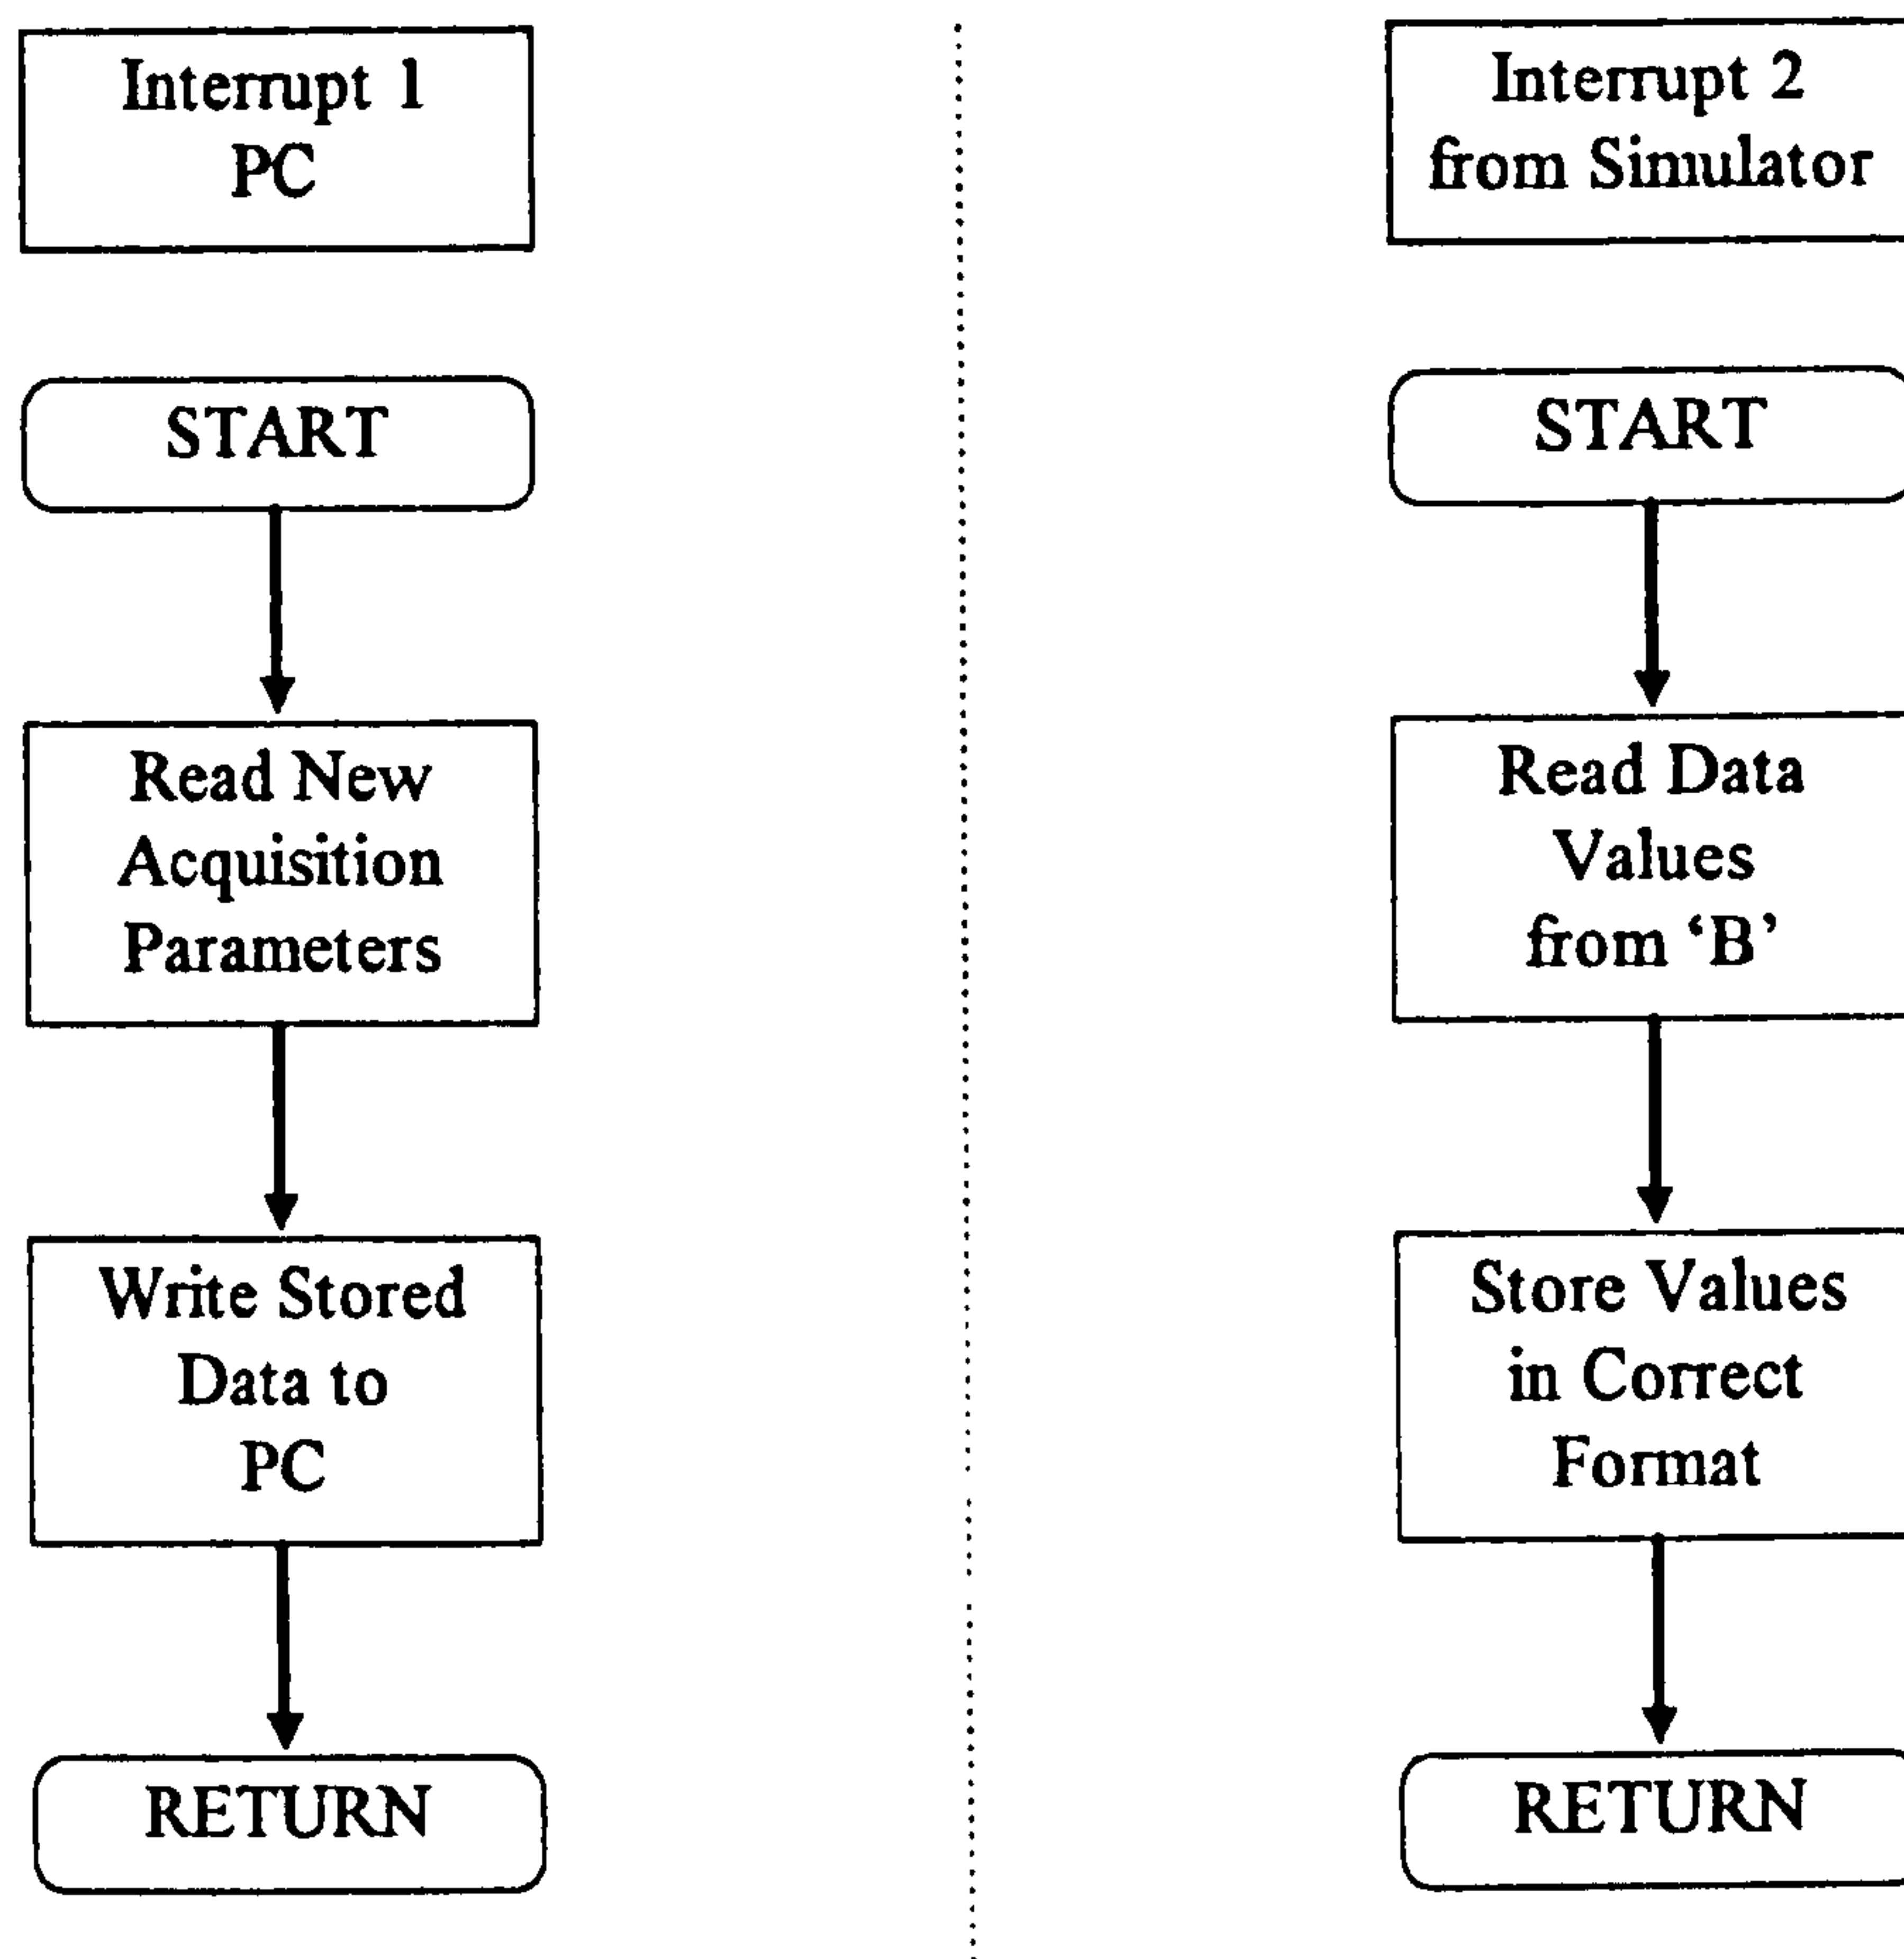 Interrupt 1
PC
START
Read New
Acquisition
Parameters
Write Stored
Data to
PC
RETURN
Interrupt 2
from Simulator
START
Read Data
Values
from ‘B’
Store Values
in Correct
Format
RETURN